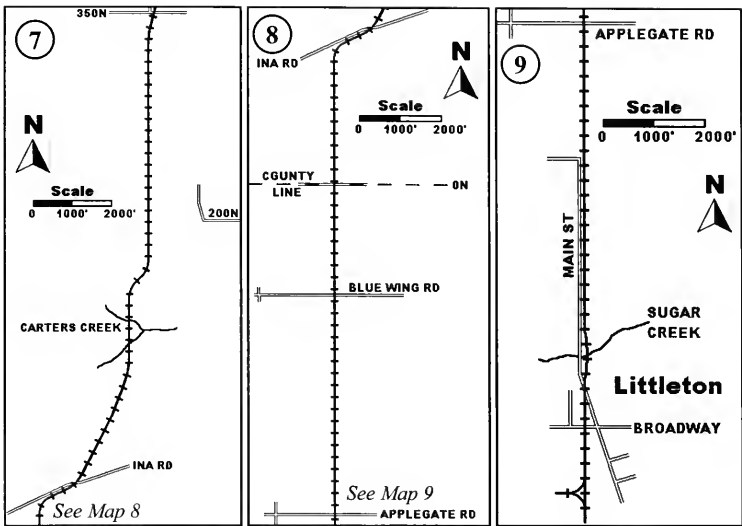 7
350N
N
Scale
0 1000' 2000'
200N
CARTERS CREEK
INA RD
See Map 8
8
INA RD
N
Scale
0 1000' 2000'
CGUNTY
LINE
0N
BLUE WING RD
See Map 9
APPLEGATE RD
9
APPLEGATE RD
Scale
0 1000' 2000'
N
MAIN ST
SUGAR
CREEK
Littleton
BROADWAY